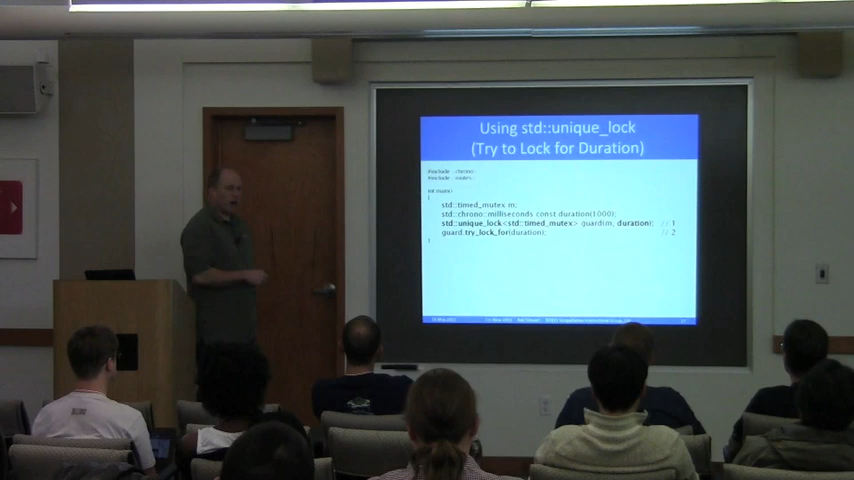 Using std::unique_lock
(Try to Lock for Duration)
#include <chrono>
#include <mutex>
int main()
{
std::timed_mutex m;
std::chrono::milliseconds const duration(1000);
std::unique_lock<std::timed_mutex> guard(m, duration); // 1
guard.try_lock_for(duration); // 2
}